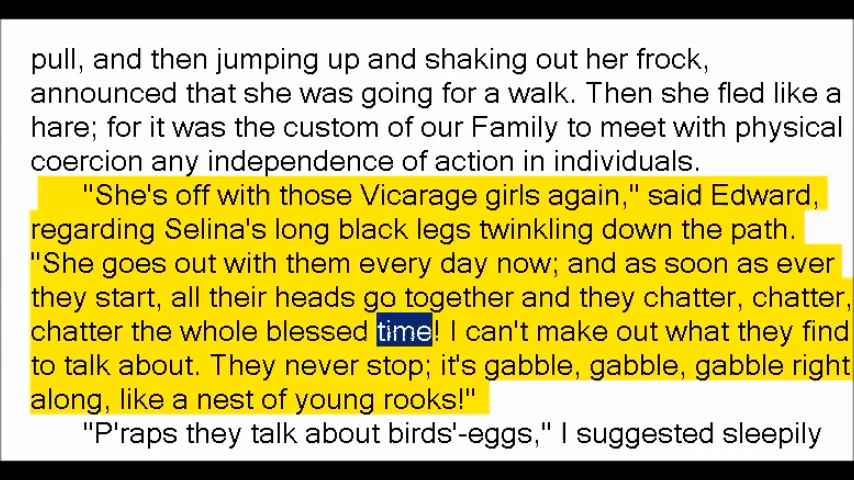 pull, and then jumping up and shaking out her frock,
announced that she was going for a walk. Then she fled like a
hare; for it was the custom of our Family to meet with physical
coercion any independence of action in individuals.
"She's off with those Vicarage girls again," said Edward,
regarding Selina's long black legs twinkling down the path.
"She goes out with them every day now; and as soon as ever
they start, all their heads go together and they chatter, chatter,
chatter the whole blessed time! I can't make out what they find
to talk about. They never stop; it's gabble, gabble, gabble right
along, like a nest of young rooks!"
"P'raps they talk about birds'-eggs," I suggested sleepily